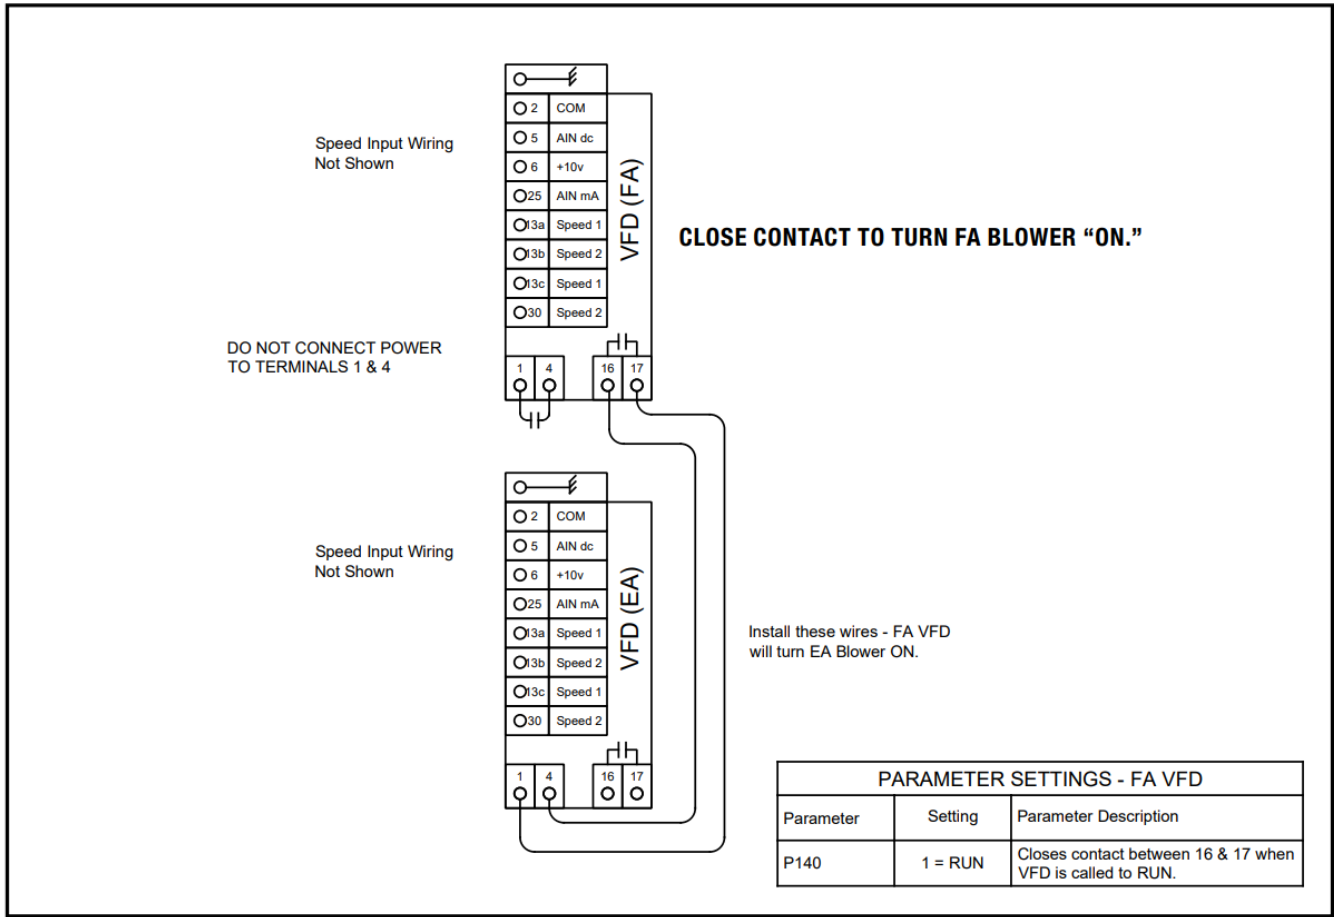 2 COM
Speed Input Wiring
Not Shown
5 AIN dc
6 +10v
25 AIN mA
13a Speed 1
13b Speed 2
13c Speed 1
30 Speed 2
VFD (FA)
CLOSE CONTACT TO TURN FA BLOWER “ON.”
DO NOT CONNECT POWER
TO TERMINALS 1 & 4
1 4 16 17
2 COM
5 AIN dc
Speed Input Wiring
Not Shown
6 +10v
25 AIN mA
13a Speed 1
13b Speed 2
13c Speed 1
30 Speed 2
VFD (EA)
Install these wires - FA VFD
will turn EA Blower ON.
1 4 16 17
PARAMETER SETTINGS - FA VFD
Parameter Setting Parameter Description
P140 1 = RUN Closes contact between 16 & 17 when
VFD is called to RUN.